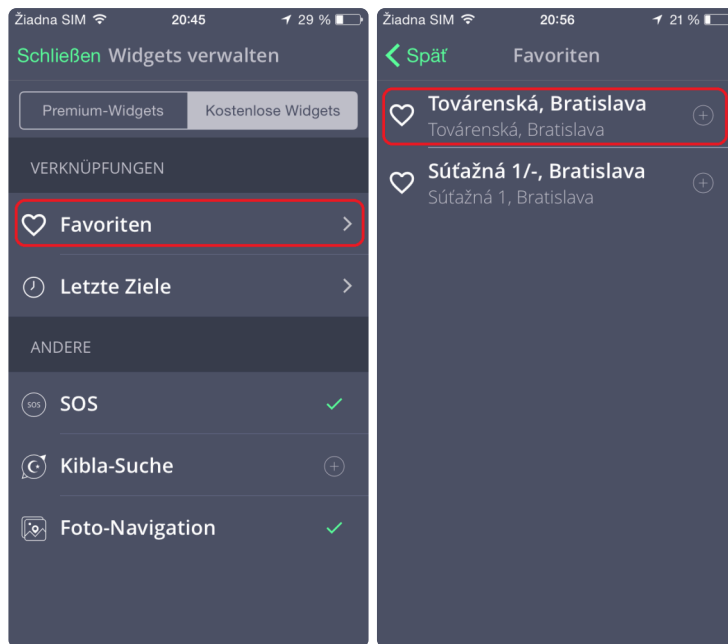 Žiadna SIM 20:45 29 %
Schließen Widgets verwalten
Premium-Widgets Kostenlose Widgets
VERKNÜPFUNGEN
Favoriten
Letzte Ziele
ANDERE
SOS SOS
Kibla-Suche
Foto-Navigation
Žiadna SIM 20:56 21 %
Späť Favoriten
Továrenská, Bratislava
Továrenská, Bratislava
Súťažná 1/-, Bratislava
Súťažná 1, Bratislava